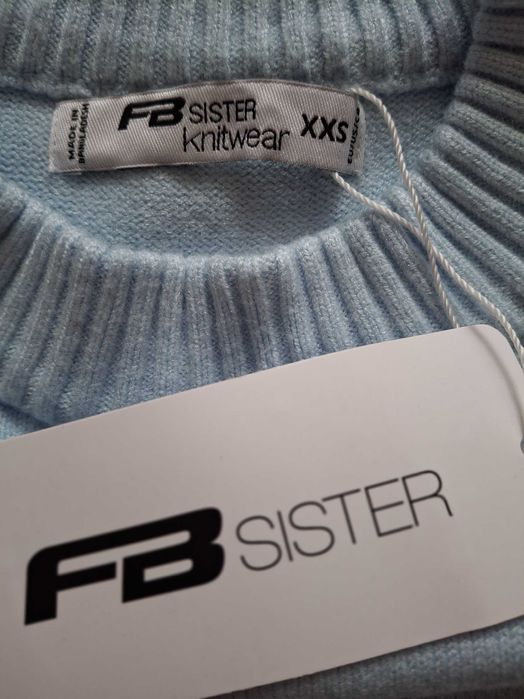 MADE IN
BANGLADESH
FB SISTER
knitwear
XXS
FB SISTER